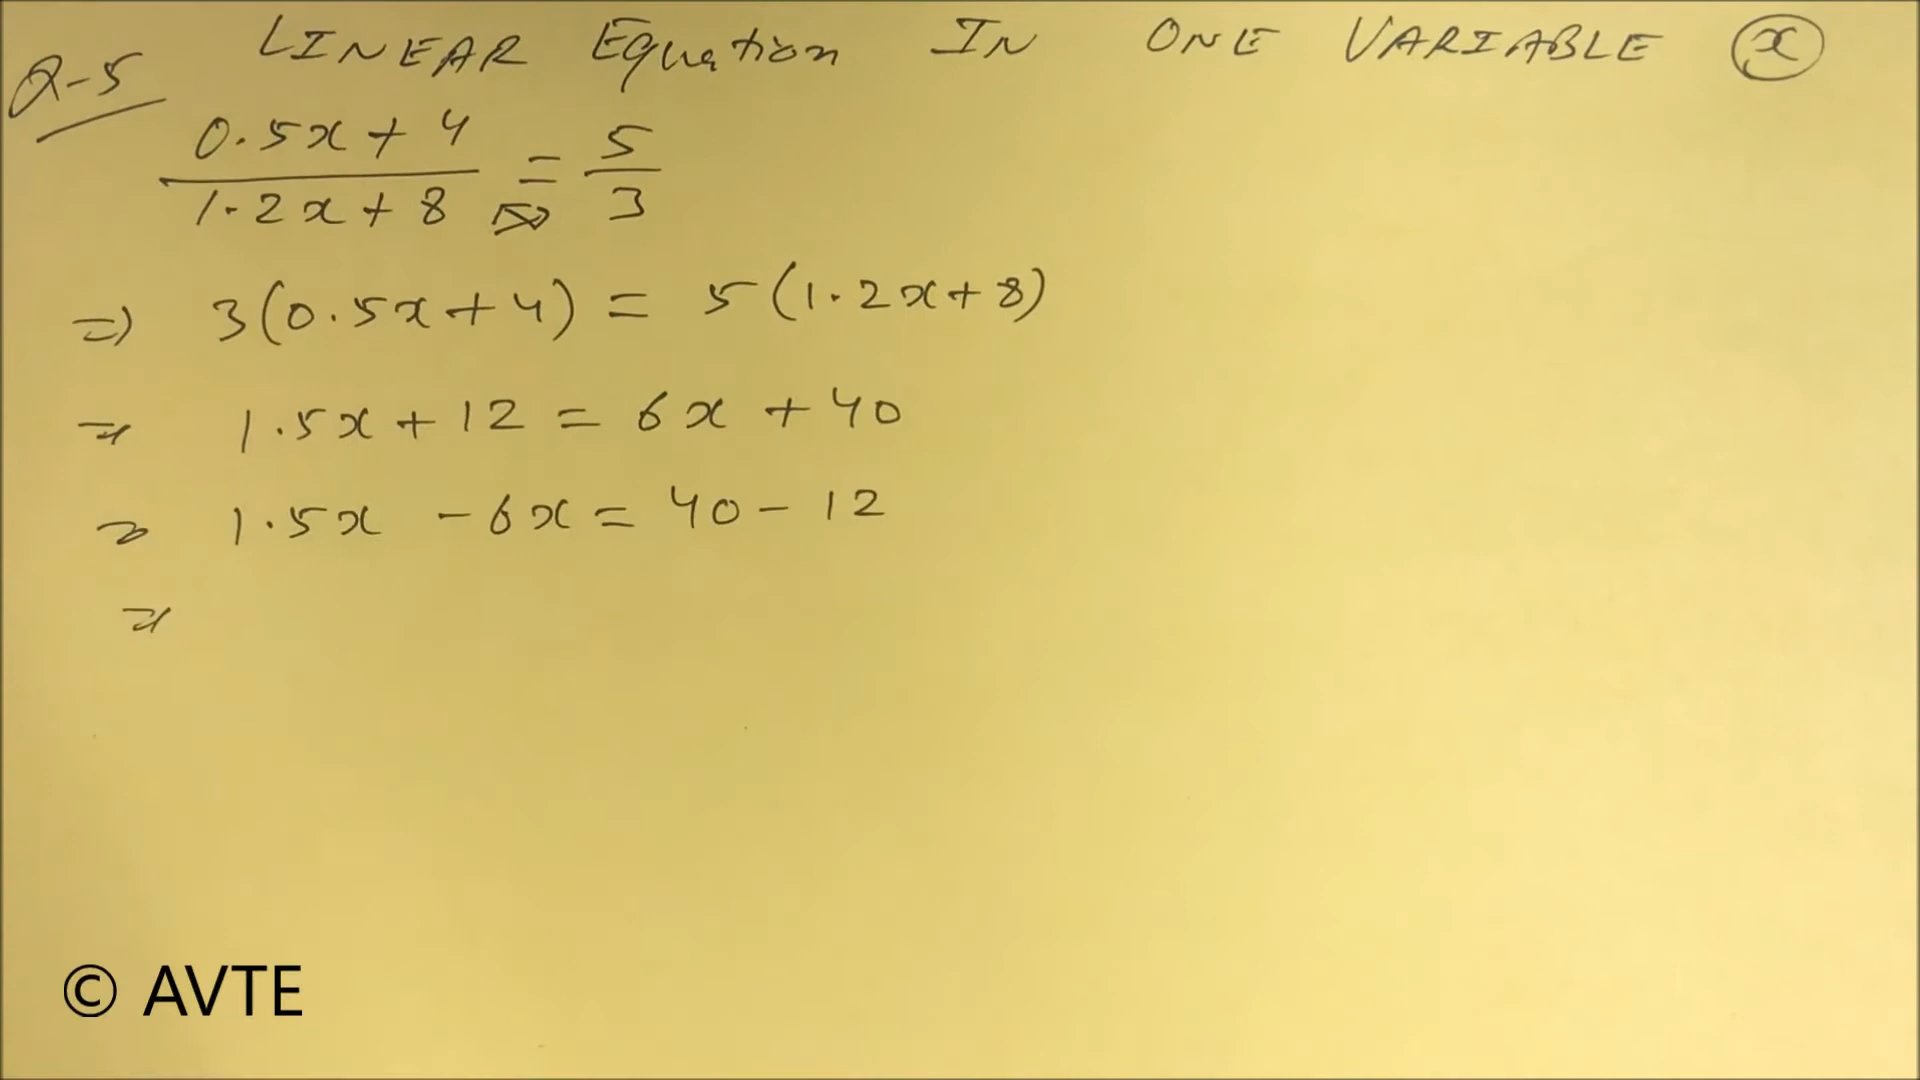 LINEAR Equation IN ONE VARIABLE x
Q-5
0.5x + 4 / 1.2x + 8 = 5 / 3
=> 3(0.5x + 4) = 5(1.2x + 8)
=> 1.5x + 12 = 6x + 40
=> 1.5x - 6x = 40 - 12
=>
© AVTE